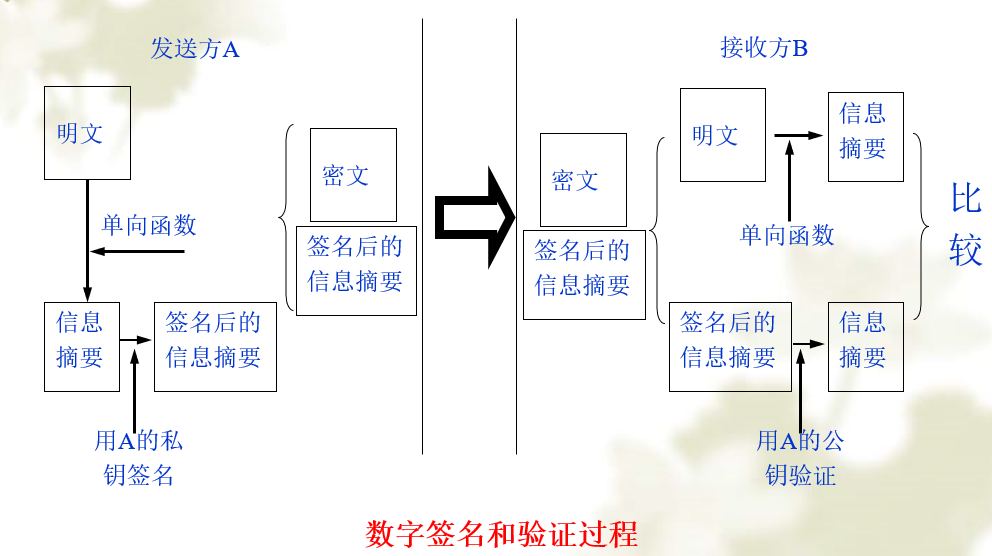 发送方A
明文
单向函数
信息
摘要
签名后的
信息摘要
用A的私
钥签名
密文
签名后的
信息摘要
接收方B
密文
签名后的
信息摘要
明文
单向函数
信息
摘要
签名后的
信息摘要
用A的公
钥验证
信息
摘要
比
较
数字签名和验证过程